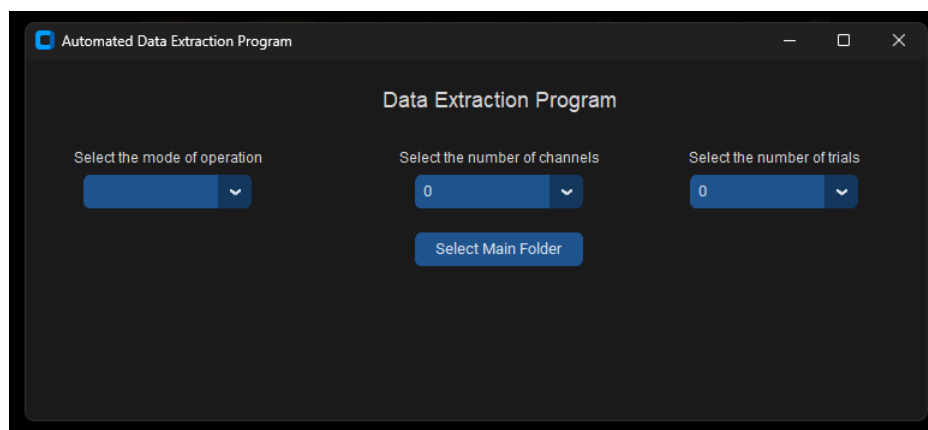 Automated Data Extraction Program
Data Extraction Program
Select the mode of operation
Select the number of channels
Select the number of trials
0
0
Select Main Folder